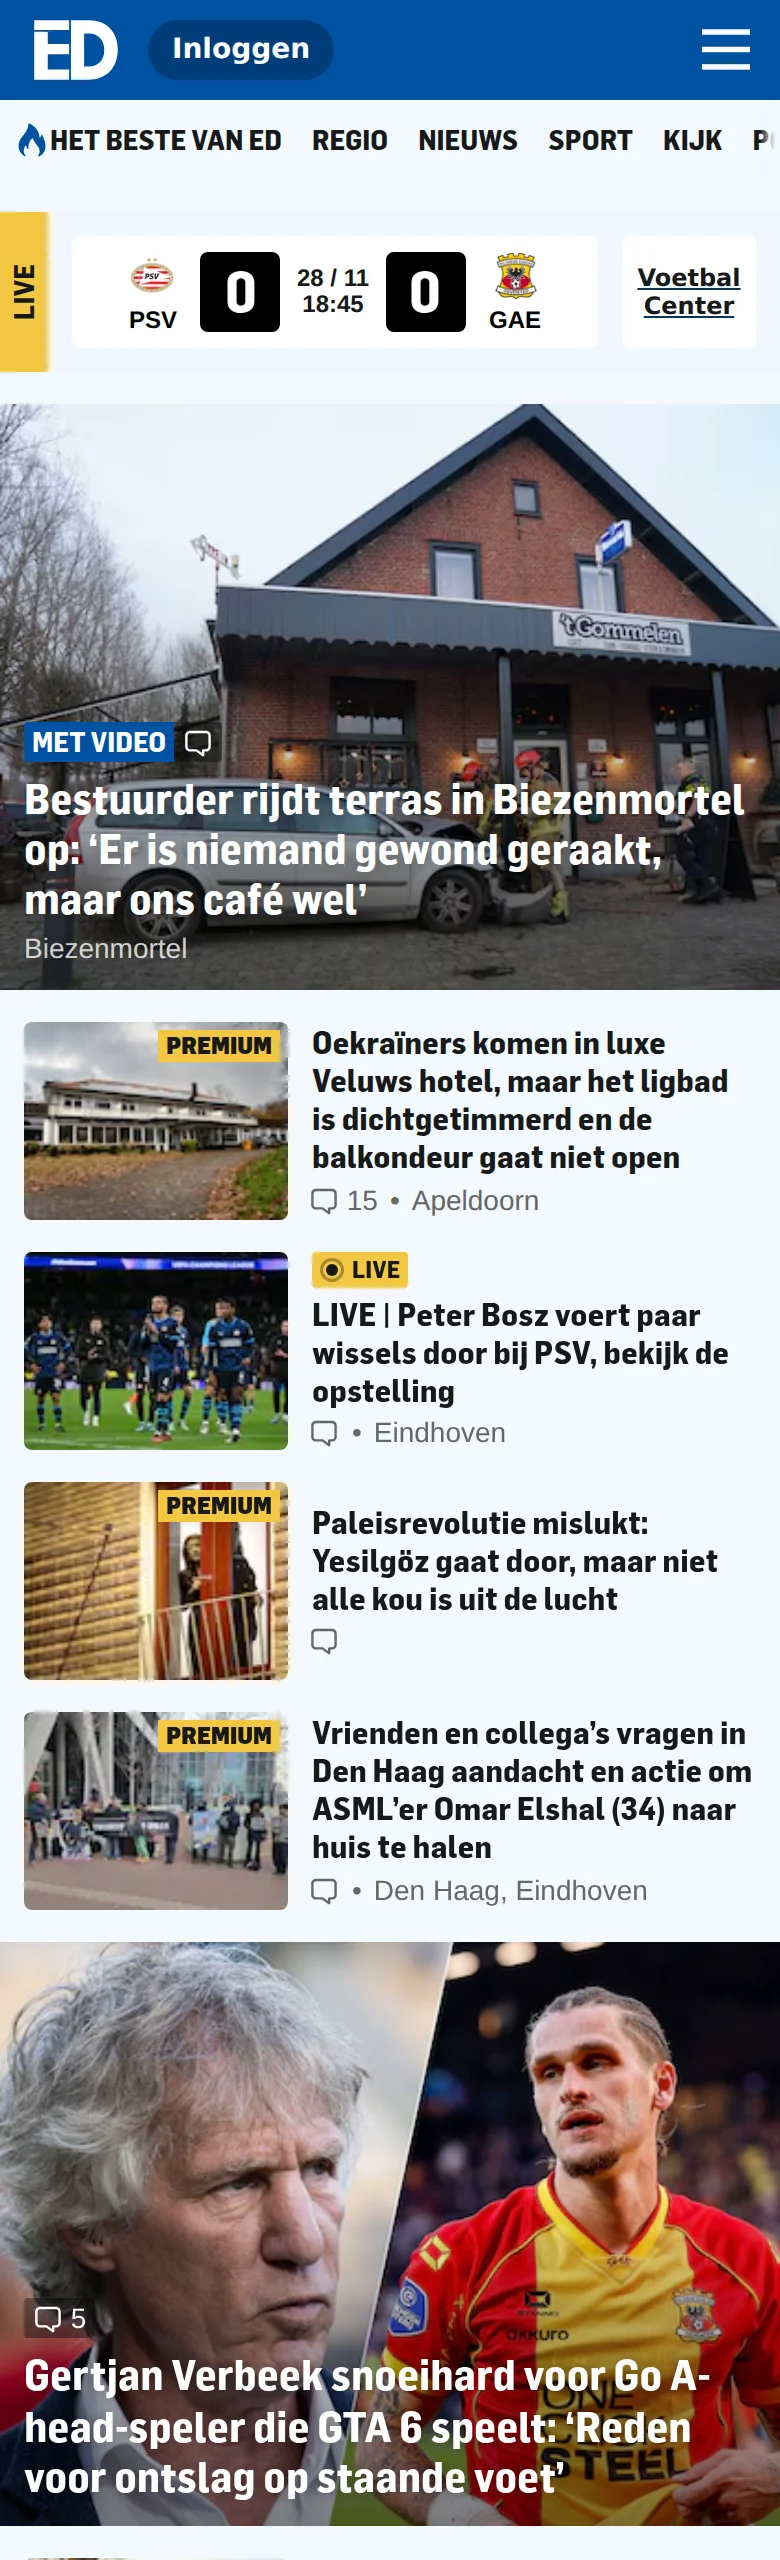 ED
Inloggen
HET BESTE VAN ED
REGIO
NIEUWS
SPORT
KIJK
LIVE
PSV
0
28 / 11
18:45
0
GAE
Voetbal
Center
't Gommelen
MET VIDEO
Bestuurder rijdt terras in Biezenmortel
op: ‘Er is niemand gewond geraakt,
maar ons café wel’
Biezenmortel
PREMIUM
Oekraïners komen in luxe
Veluws hotel, maar het ligbad
is dichtgetimmerd en de
balkondeur gaat niet open
15 • Apeldoorn
LIVE
LIVE | Peter Bosz voert paar
wissels door bij PSV, bekijk de
opstelling
• Eindhoven
PREMIUM
Paleisrevolutie mislukt:
Yesilgöz gaat door, maar niet
alle kou is uit de lucht
PREMIUM
Vrienden en collega’s vragen in
Den Haag aandacht en actie om
ASML’er Omar Elshal (34) naar
huis te halen
• Den Haag, Eindhoven
STANNO
akkuro
5
Gertjan Verbeek snoeihard voor Go A-
head-speler die GTA 6 speelt: ‘Reden
voor ontslag op staande voet’
ONE
STEEL